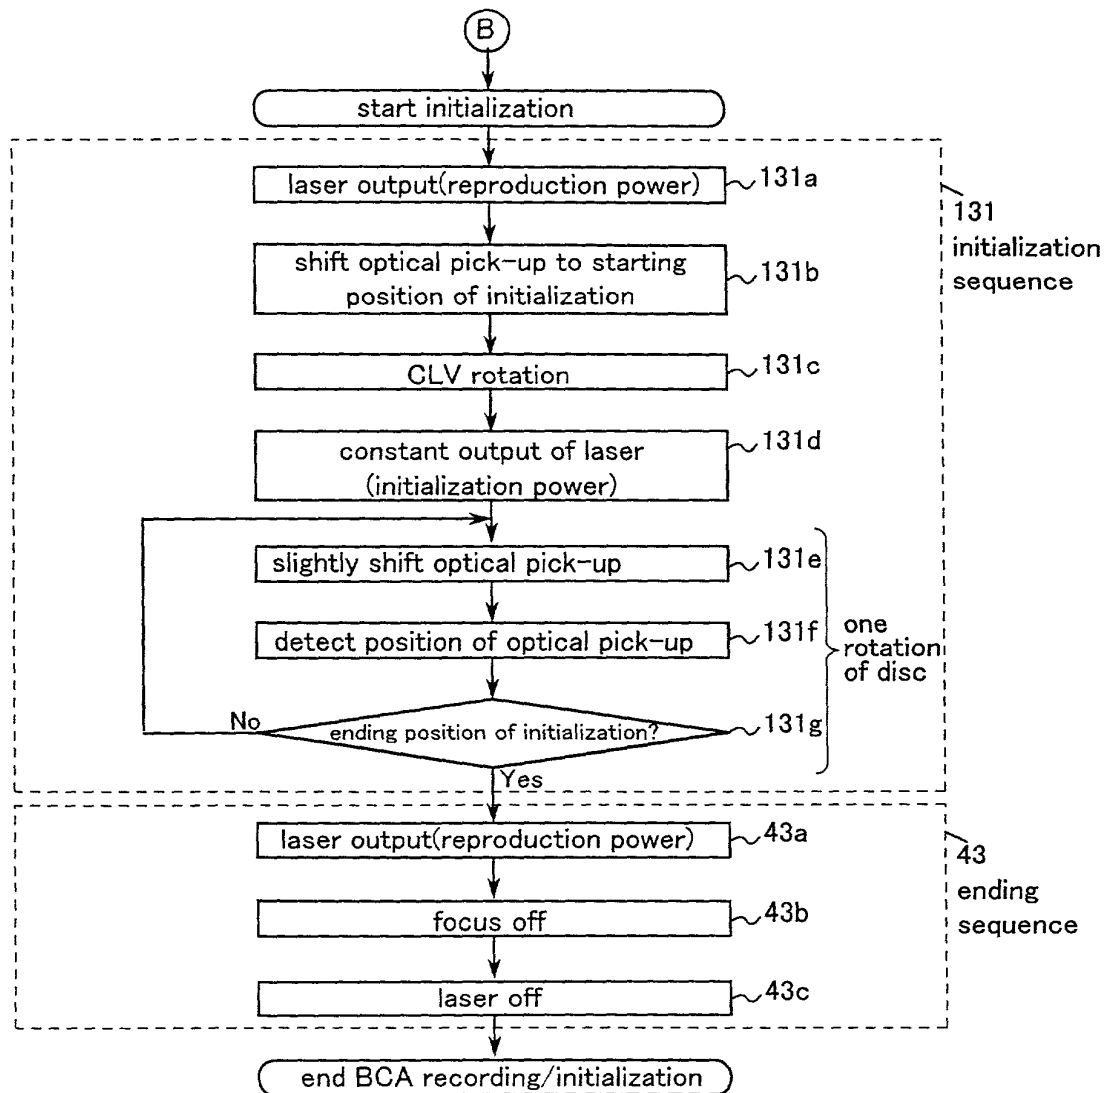 B
start initialization
laser output(reproduction power)
131a
131
initialization
sequence
shift optical pick-up to starting
position of initialization
131b
CLV rotation
131c
constant output of laser
(initialization power)
131d
slightly shift optical pick-up
131e
detect position of optical pick-up
131f
one
rotation
of disc
ending position of initialization?
131g
No
Yes
laser output(reproduction power)
43a
43
ending
sequence
focus off
43b
laser off
43c
end BCA recording/initialization